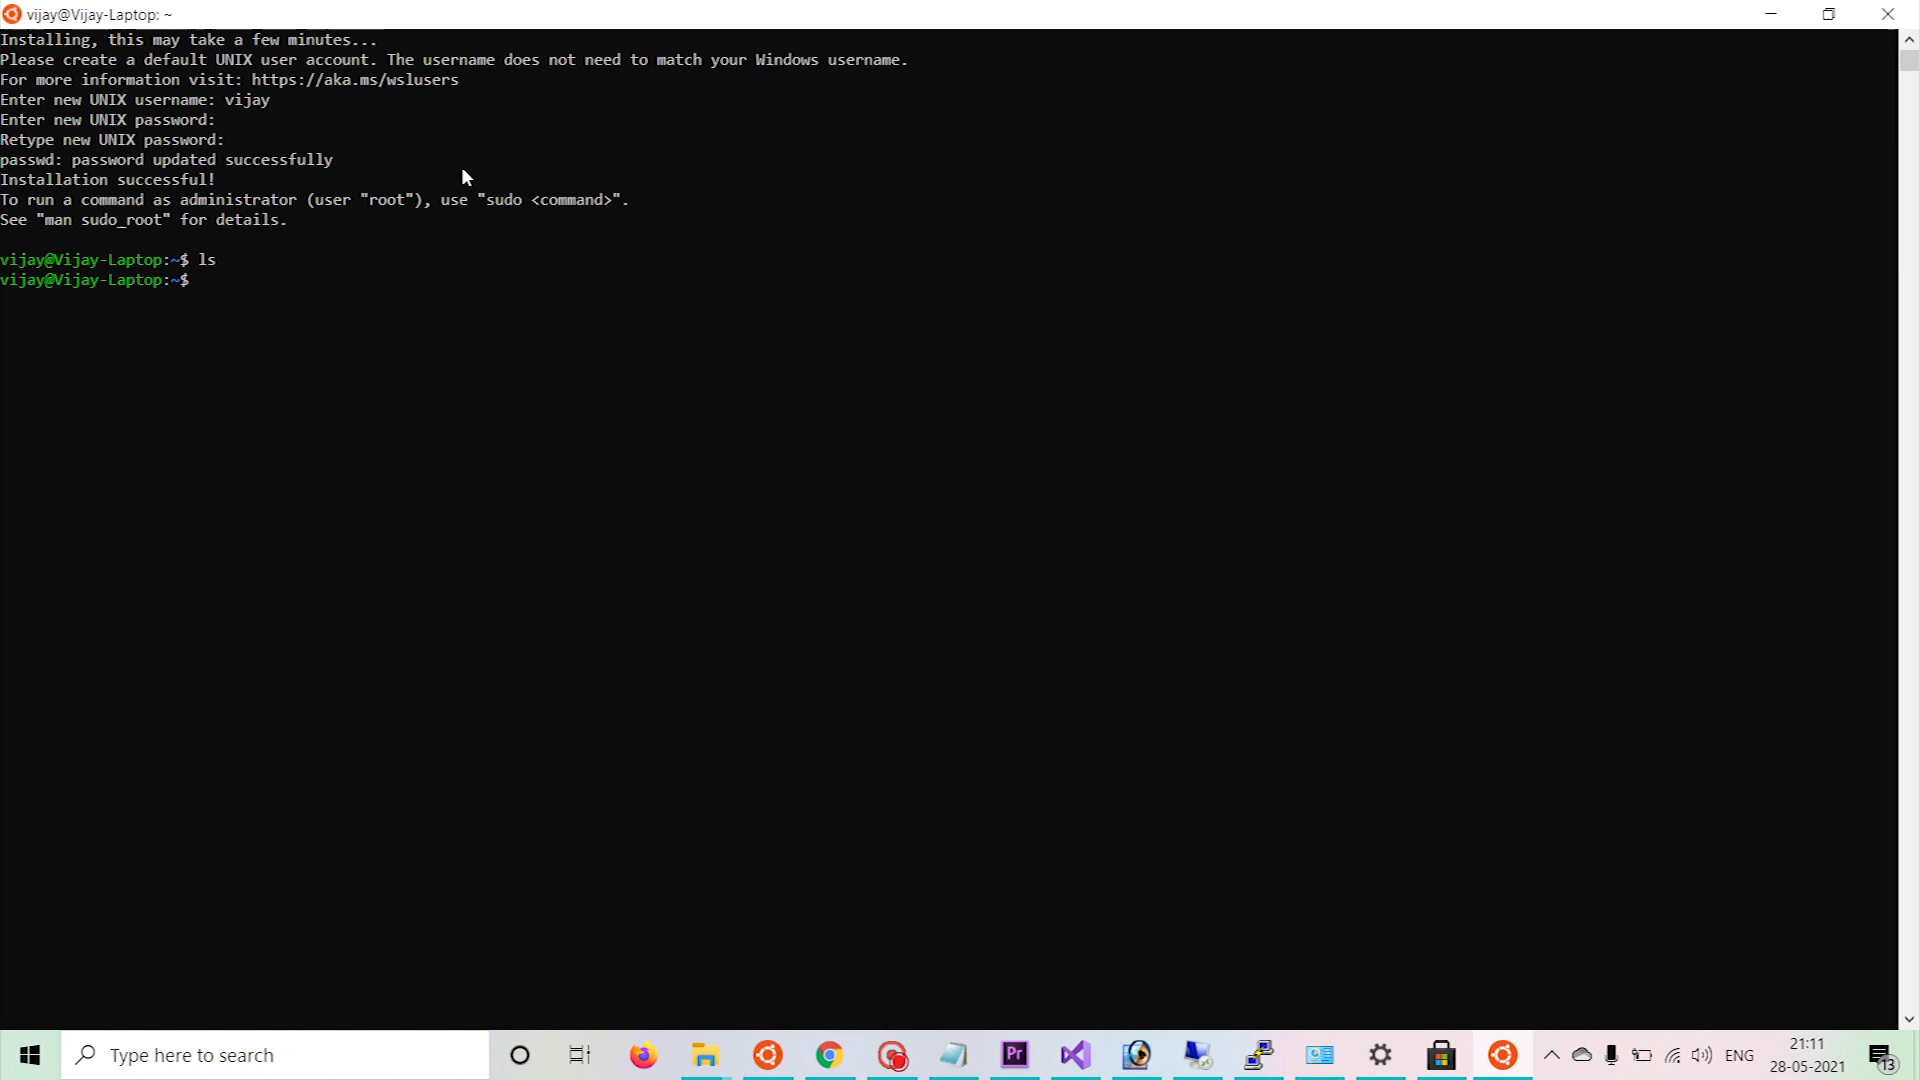 vijay@Vijay-Laptop: ~
Installing, this may take a few minutes...
Please create a default UNIX user account. The username does not need to match your Windows username.
For more information visit: https://aka.ms/wslusers
Enter new UNIX username: vijay
Enter new UNIX password:
Retype new UNIX password:
passwd: password updated successfully
Installation successful!
To run a command as administrator (user "root"), use "sudo <command>".
See "man sudo_root" for details.
vijay@Vijay-Laptop:~$ ls
vijay@Vijay-Laptop:~$
Type here to search
Pr
ENG
21:11
28-05-2021
13